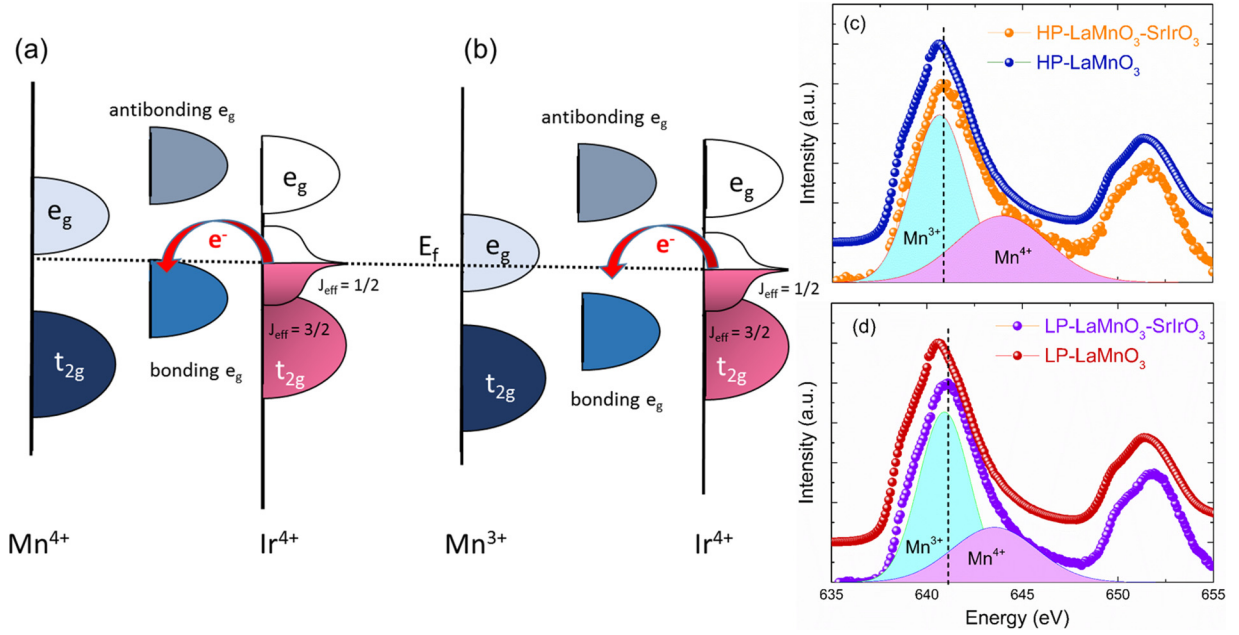 (a)
antibonding e_g
e_g
e_g
e⁻
J_eff = 1/2
J_eff = 3/2
t_2g
bonding e_g
t_2g
Mn⁴⁺
Ir⁴⁺
(b)
antibonding e_g
e_g
E_f
e_g
e⁻
J_eff = 1/2
J_eff = 3/2
t_2g
bonding e_g
t_2g
Mn³⁺
Ir⁴⁺
(c)
HP-LaMnO₃-SrIrO₃
HP-LaMnO₃
Intensity (a.u.)
Mn³⁺
Mn⁴⁺
(d)
LP-LaMnO₃-SrIrO₃
LP-LaMnO₃
Intensity (a.u.)
Mn³⁺
Mn⁴⁺
635 640 645 650 655
Energy (eV)